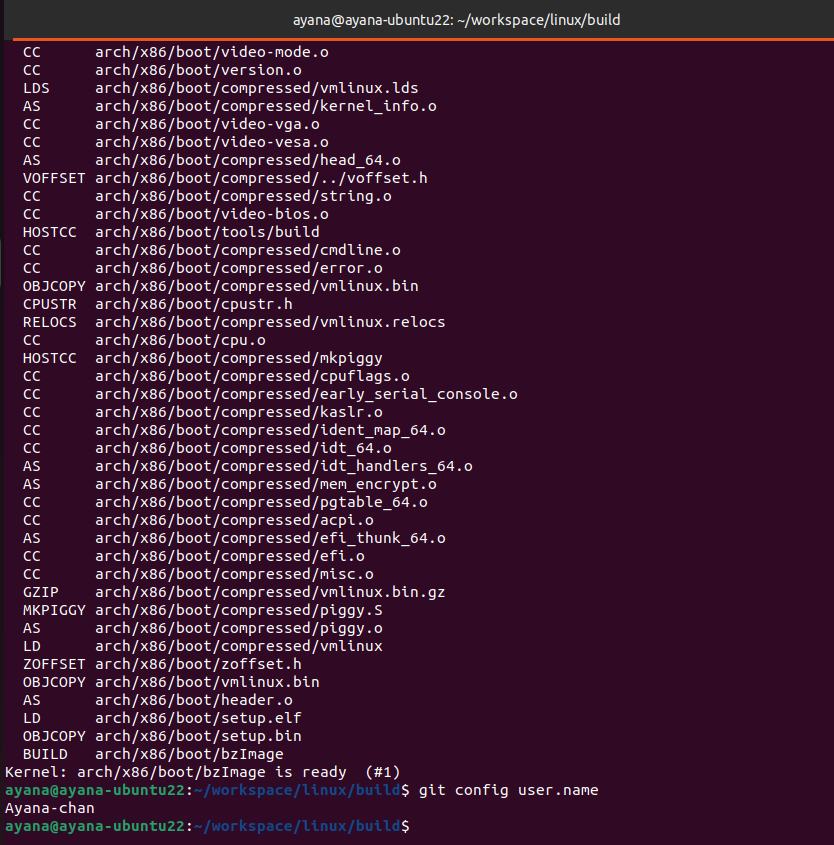 ayana@ayana-ubuntu22: ~/workspace/linux/build
CC      arch/x86/boot/video-mode.o
CC      arch/x86/boot/version.o
LDS     arch/x86/boot/compressed/vmlinux.lds
AS      arch/x86/boot/compressed/kernel_info.o
CC      arch/x86/boot/video-vga.o
CC      arch/x86/boot/video-vesa.o
AS      arch/x86/boot/compressed/head_64.o
VOFFSET arch/x86/boot/compressed/../voffset.h
CC      arch/x86/boot/compressed/string.o
CC      arch/x86/boot/video-bios.o
HOSTCC  arch/x86/boot/tools/build
CC      arch/x86/boot/compressed/cmdline.o
CC      arch/x86/boot/compressed/error.o
OBJCOPY arch/x86/boot/compressed/vmlinux.bin
CPUSTR  arch/x86/boot/cpustr.h
RELOCS  arch/x86/boot/compressed/vmlinux.relocs
CC      arch/x86/boot/cpu.o
HOSTCC  arch/x86/boot/compressed/mkpiggy
CC      arch/x86/boot/compressed/cpuflags.o
CC      arch/x86/boot/compressed/early_serial_console.o
CC      arch/x86/boot/compressed/kaslr.o
CC      arch/x86/boot/compressed/ident_map_64.o
CC      arch/x86/boot/compressed/idt_64.o
AS      arch/x86/boot/compressed/idt_handlers_64.o
AS      arch/x86/boot/compressed/mem_encrypt.o
CC      arch/x86/boot/compressed/pgtable_64.o
CC      arch/x86/boot/compressed/acpi.o
AS      arch/x86/boot/compressed/efi_thunk_64.o
CC      arch/x86/boot/compressed/efi.o
CC      arch/x86/boot/compressed/misc.o
GZIP    arch/x86/boot/compressed/vmlinux.bin.gz
MKPIGGY arch/x86/boot/compressed/piggy.S
AS      arch/x86/boot/compressed/piggy.o
LD      arch/x86/boot/compressed/vmlinux
ZOFFSET arch/x86/boot/zoffset.h
OBJCOPY arch/x86/boot/vmlinux.bin
AS      arch/x86/boot/header.o
LD      arch/x86/boot/setup.elf
OBJCOPY arch/x86/boot/setup.bin
BUILD   arch/x86/boot/bzImage
Kernel: arch/x86/boot/bzImage is ready  (#1)
ayana@ayana-ubuntu22:~/workspace/linux/build$ git config user.name
Ayana-chan
ayana@ayana-ubuntu22:~/workspace/linux/build$